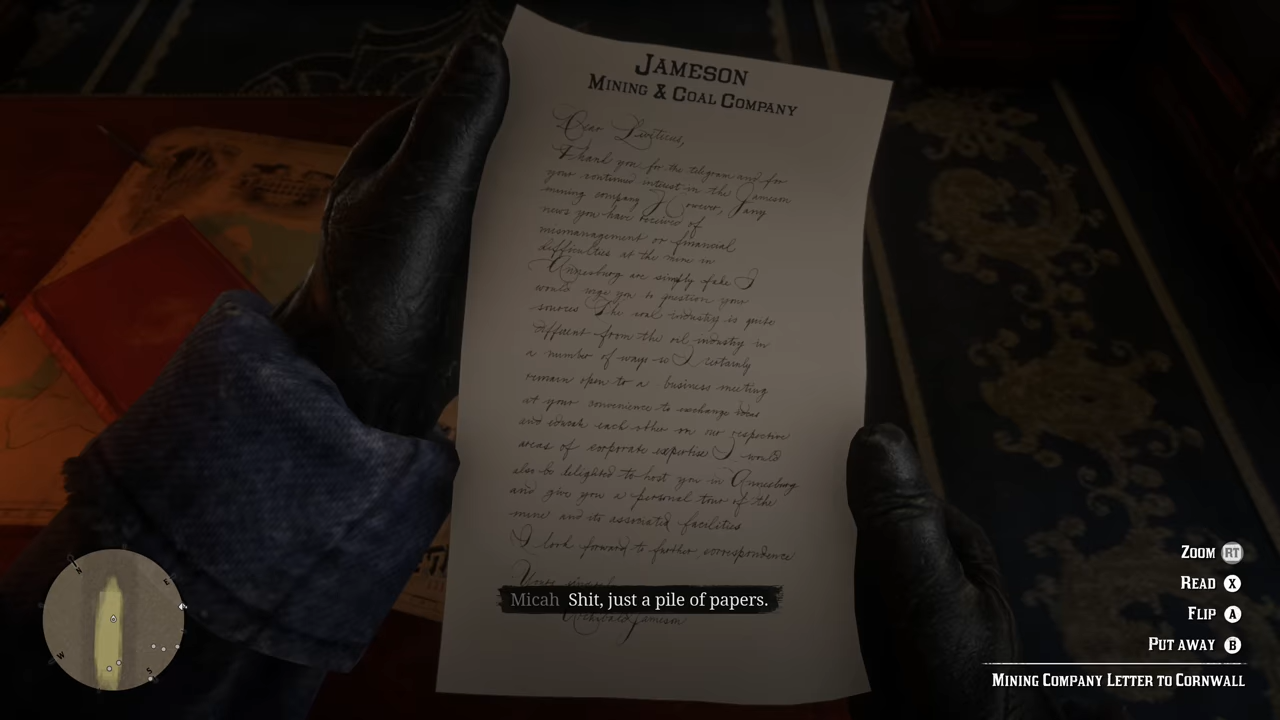 JAMESON
MINING & COAL COMPANY
Dear Leviticus,
Thank you for the telegram and for
your continued interest in the Jameson
mining company However, any
news you have received of
mismanagement or financial
difficulties at the mine in
Annesburg are simply fake I
would urge you to question your
sources The coal industry is quite
different from the oil industry in
a number of ways so I certainly
remain open to a business meeting
at your convenience to exchange ideas
and educate each other on our respective
areas of corporate expertise I would
also be delighted to host you in Annesburg
and give you a personal tour of the
mine and its associated facilities
I look forward to further correspondence
Yours sincerely
Micah Shit, just a pile of papers.
Archibald Jameson
N
E
W
S
ZOOM RT
READ X
FLIP A
PUT AWAY B
MINING COMPANY LETTER TO CORNWALL